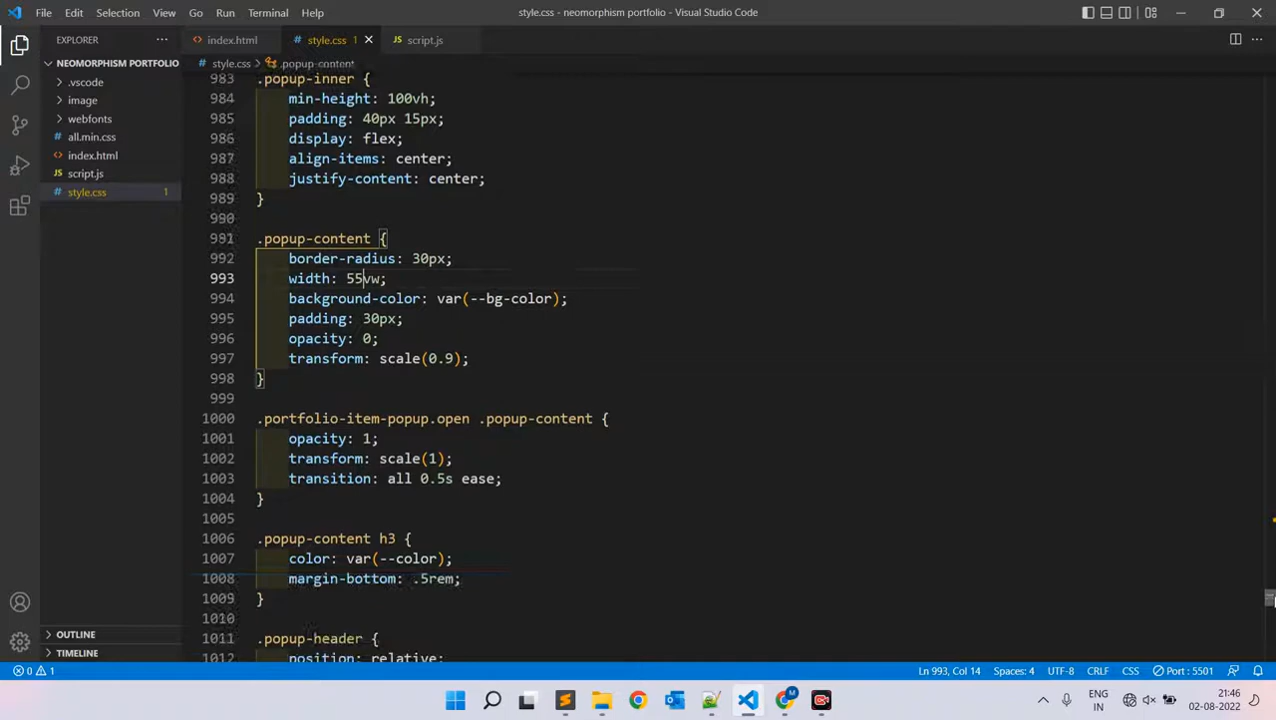 File Edit Selection View Go Run Terminal Help
style.css - neomorphism portfolio - Visual Studio Code
EXPLORER
index.html
style.css 1
script.js
NEOMORPHISM PORTFOLIO
style.css > .popup-content
.vscode
image
webfonts
all.min.css
index.html
script.js
style.css 1
983 .popup-inner {
984 min-height: 100vh;
985 padding: 40px 15px;
986 display: flex;
987 align-items: center;
988 justify-content: center;
989 }
990
991 .popup-content {
992 border-radius: 30px;
993 width: 55vw;
994 background-color: var(--bg-color);
995 padding: 30px;
996 opacity: 0;
997 transform: scale(0.9);
998 }
999
1000 .portfolio-item-popup.open .popup-content {
1001 opacity: 1;
1002 transform: scale(1);
1003 transition: all 0.5s ease;
1004 }
1005
1006 .popup-content h3 {
1007 color: var(--color);
1008 margin-bottom: .5rem;
1009 }
1010
1011 .popup-header {
1012 position: relative;
OUTLINE
TIMELINE
0 1
Ln 993, Col 14 Spaces: 4 UTF-8 CRLF CSS Port : 5501
M
ENG
IN
21:46
02-08-2022